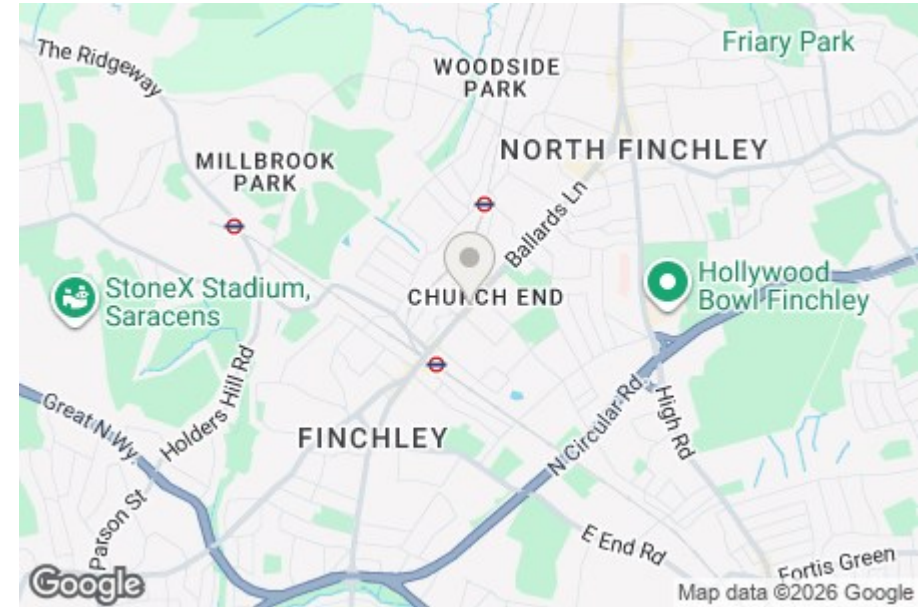 The Ridgeway
WOODSIDE
PARK
Friary Park
MILLBROOK
PARK
NORTH FINCHLEY
Ballards Ln
StoneX Stadium,
Saracens
CHURCH END
Hollywood
Bowl Finchley
Holders Hill Rd
Great N Wy.
FINCHLEY
N Circular Rd.
High Rd
Parson St
E End Rd
Fortis Green
Google
Map data ©2026 Google